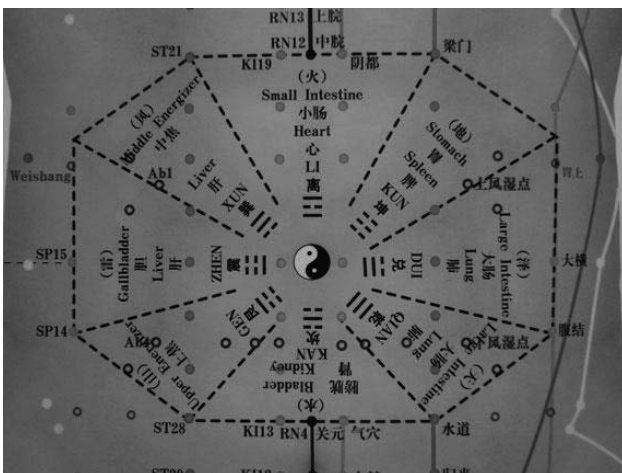 RN13 上脘
RN12 中脘
ST21
梁门
KI19
阴都
(火)
Small Intestine
小肠
Heart
心
LI
离
(风)
Middle Energizer
中焦
Liver
肝
XUN
巽
(地)
Stomach
胃
Spleen
脾
KUN
坤
Weishang
胃上
Ab1
上风湿点
SP15
大横
(雷)
Gallbladder
胆
Liver
肝
ZHEN
震
DUI
兑
(泽)
Large Intestine
大肠
Lung
肺
SP14
腹结
(山)
Upper Energizer
上焦
GEN
艮
下风湿点
(天)
Large Intestine
大肠
Lung
肺
QIAN
乾
坎
KAN
肾
Kidney
膀胱
Bladder
(水)
ST28
水道
KI13
RN4 关元
气穴